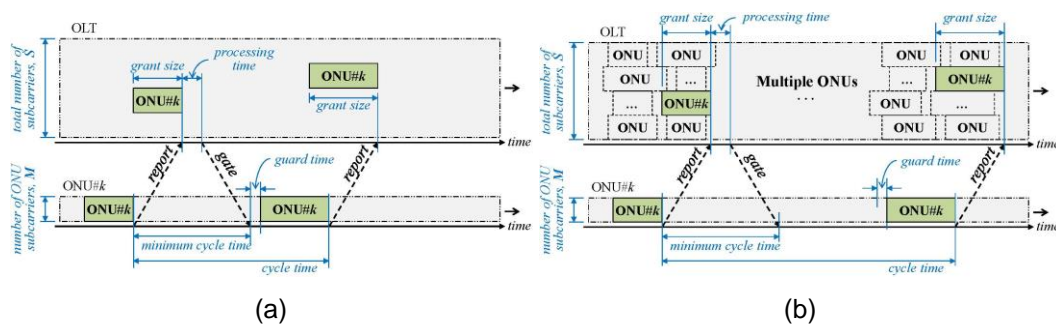 OLT
total number of
subcarriers, S
grant size
processing
time
ONU#k
ONU#k
grant size
time
report
gate
guard time
report
number of ONU
subcarriers, M
ONU#k
ONU#k
ONU#k
time
minimum cycle time
cycle time
(a)
OLT
grant size
processing time
grant size
total number of
subcarriers, S
ONU ONU ONU ONU
ONU ... Multiple ONUs ONU ONU#k
... ONU#k ... ONU ...
ONU ONU ONU ONU
time
report
gate
guard time
report
number of ONU
subcarriers, M
ONU#k
ONU#k
ONU#k
time
minimum cycle time
cycle time
(b)